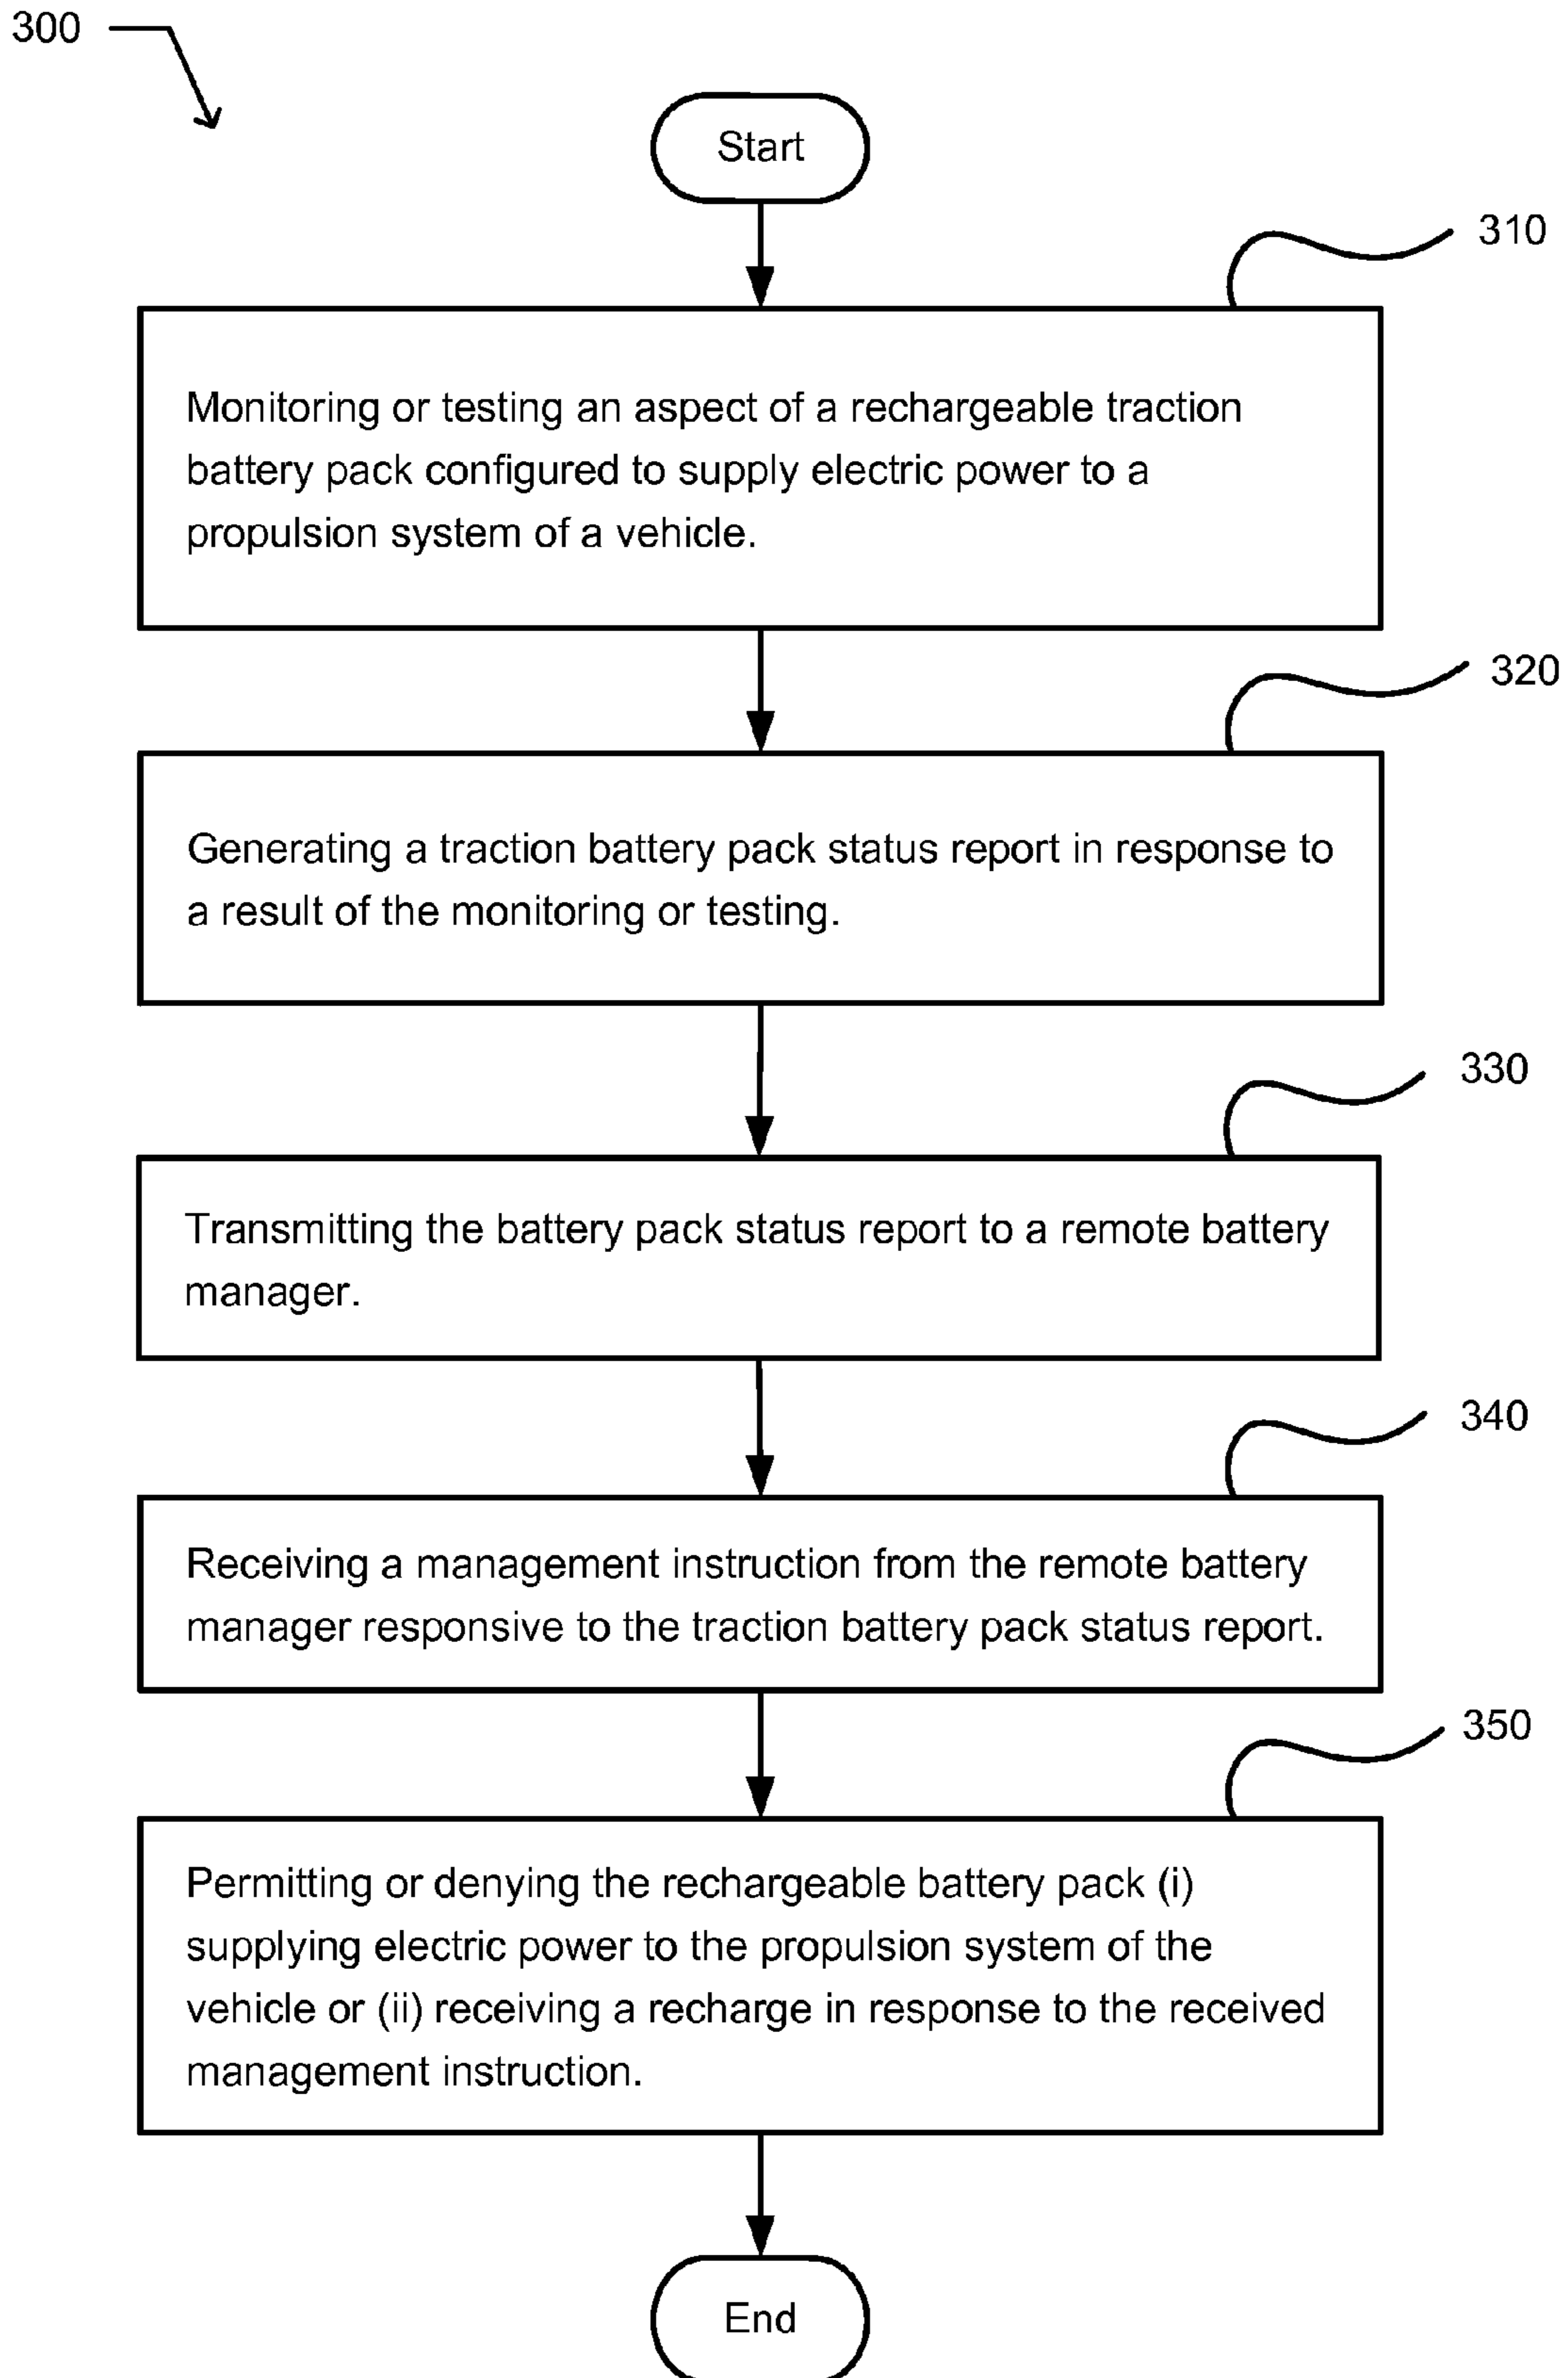 300
Start
310
Monitoring or testing an aspect of a rechargeable traction
battery pack configured to supply electric power to a
propulsion system of a vehicle.
320
Generating a traction battery pack status report in response to
a result of the monitoring or testing.
330
Transmitting the battery pack status report to a remote battery
manager.
340
Receiving a management instruction from the remote battery
manager responsive to the traction battery pack status report.
350
Permitting or denying the rechargeable battery pack (i)
supplying electric power to the propulsion system of the
vehicle or (ii) receiving a recharge in response to the received
management instruction.
End